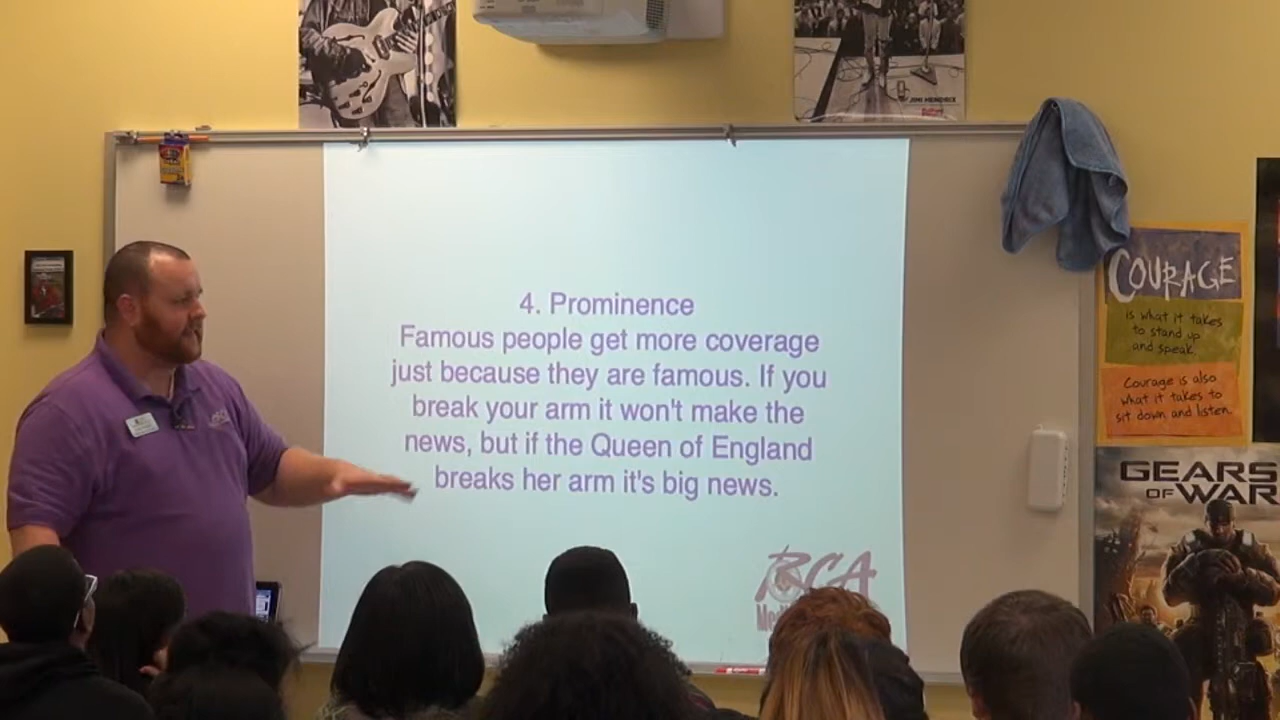 JIMI HENDRIX
4. Prominence
Famous people get more coverage
just because they are famous. If you
break your arm it won't make the
news, but if the Queen of England
breaks her arm it's big news.
RCA
COURAGE
is what it takes
to stand up
and speak.
Courage is also
what it takes to
sit down and listen.
GEARS
OF WAR